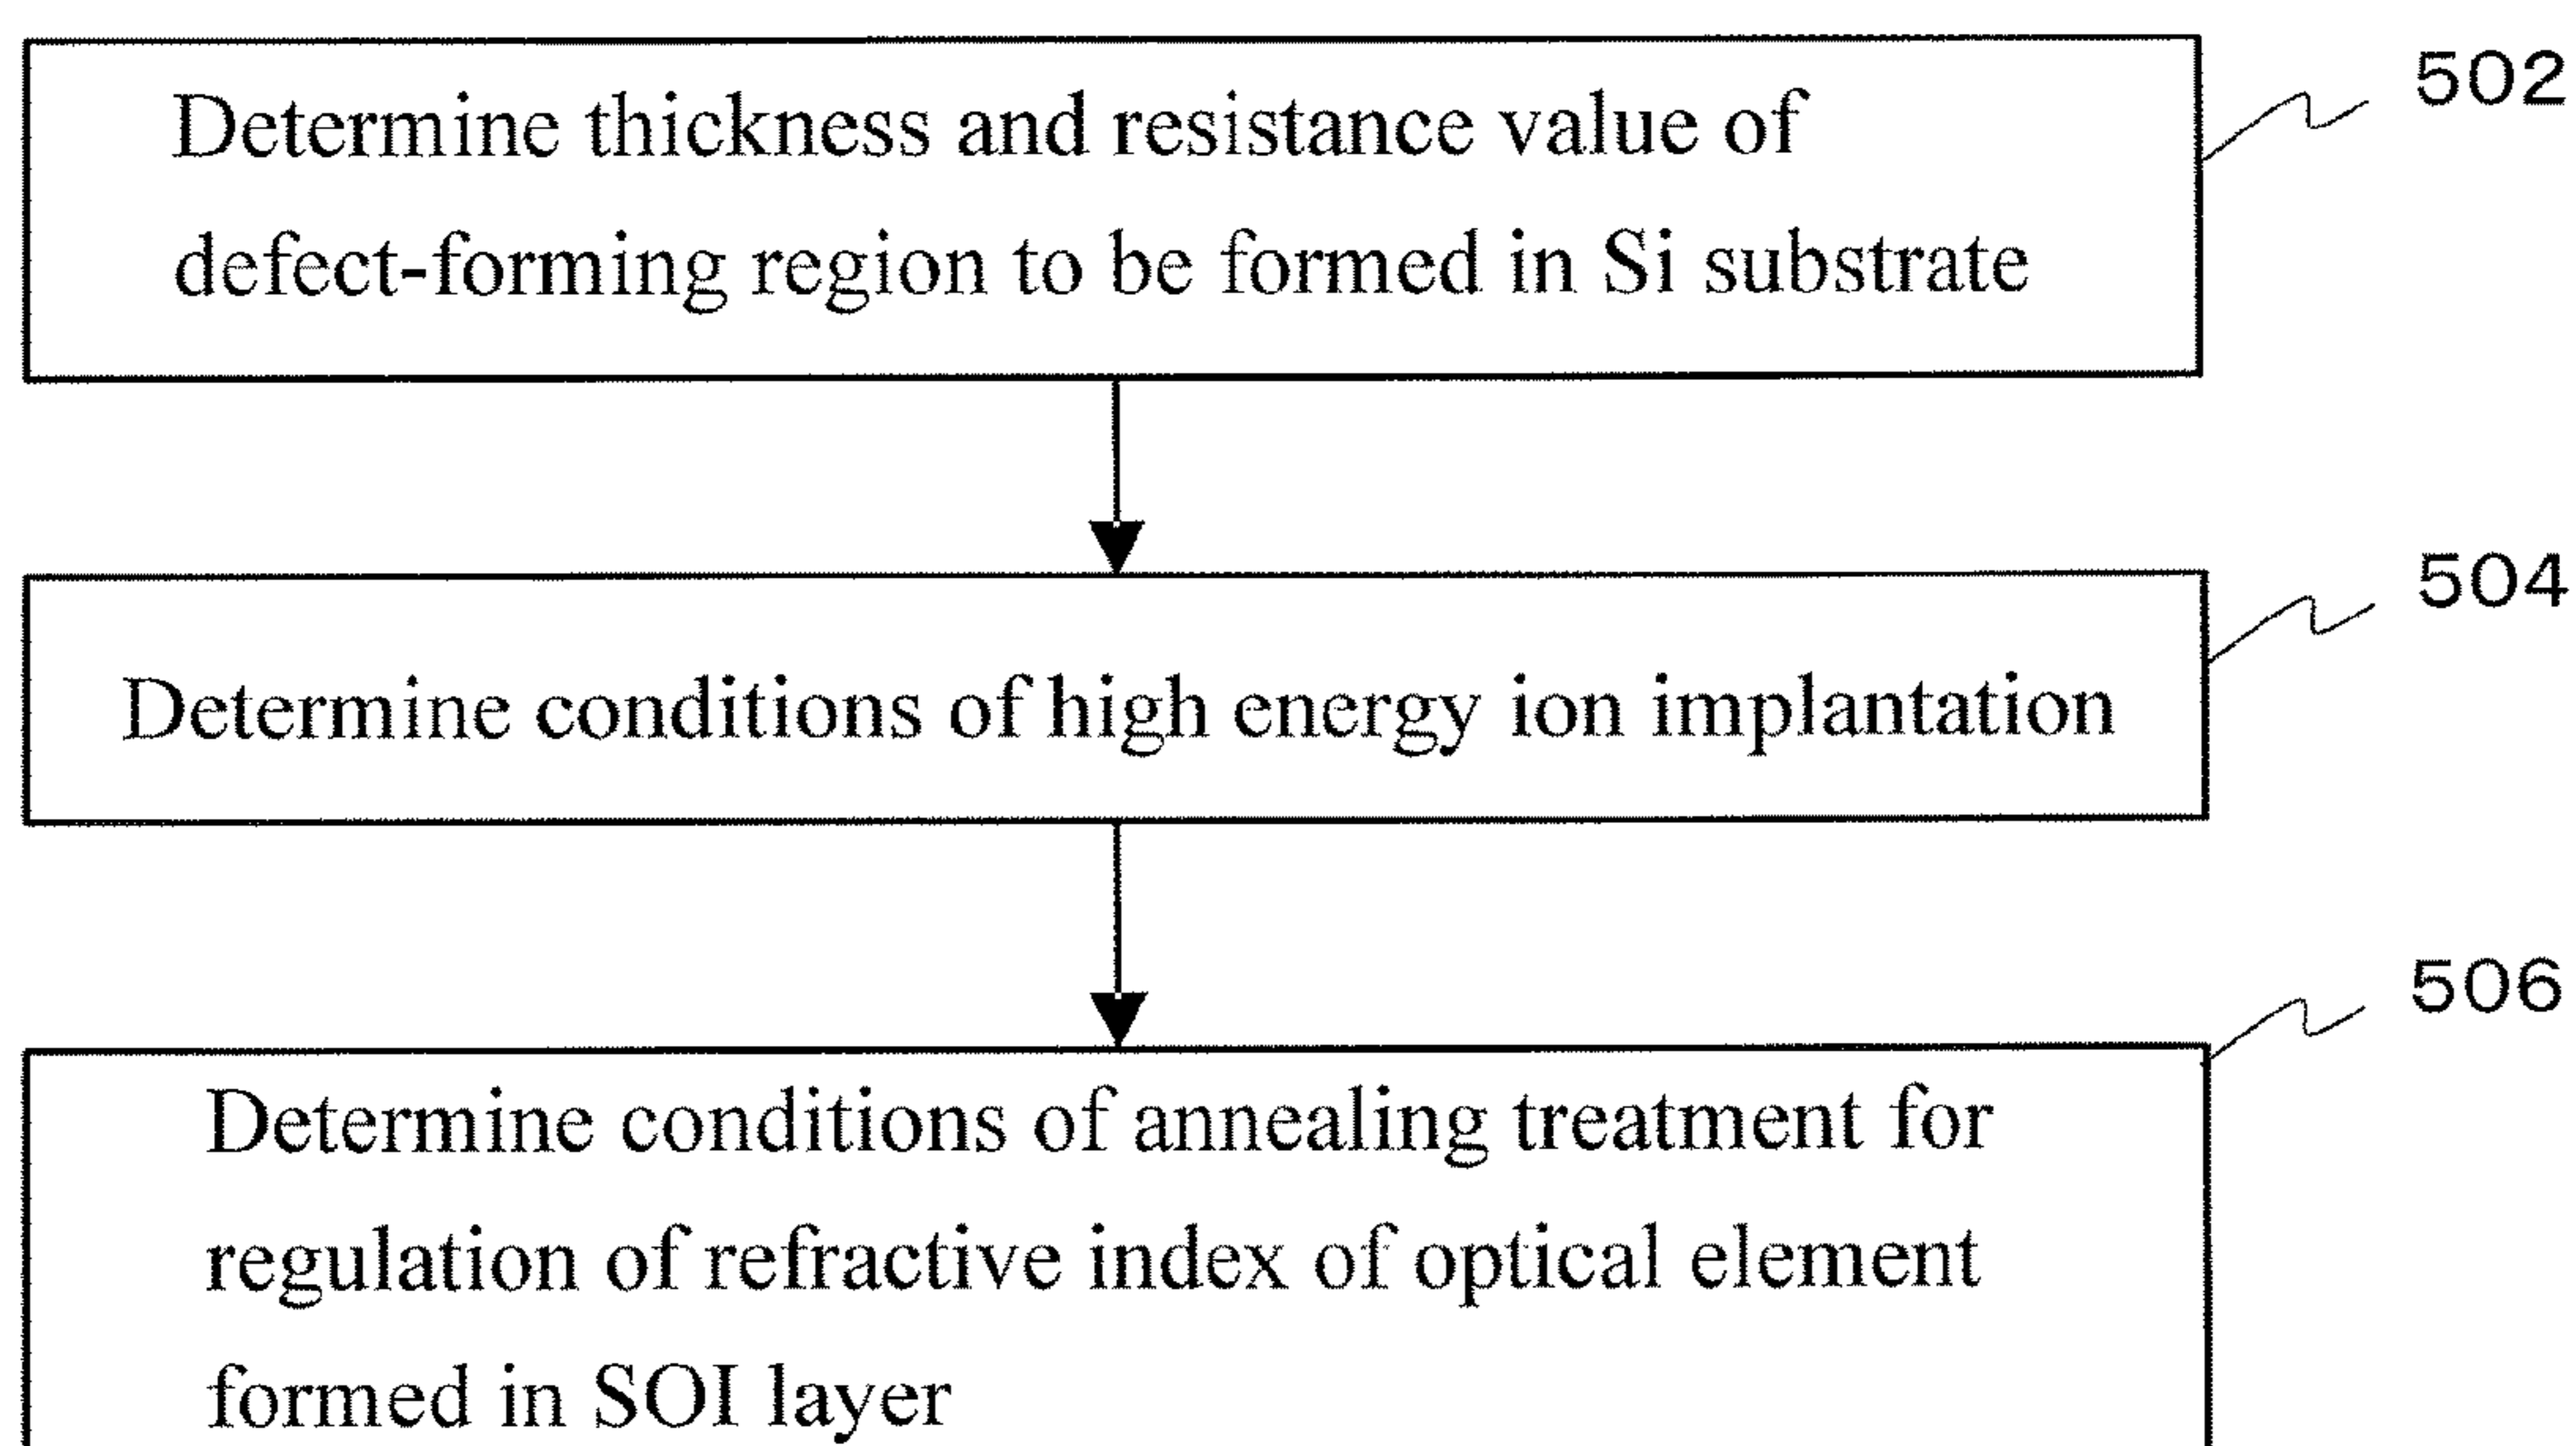 Determine thickness and resistance value of
defect-forming region to be formed in Si substrate
502
Determine conditions of high energy ion implantation
504
Determine conditions of annealing treatment for
regulation of refractive index of optical element
formed in SOI layer
506